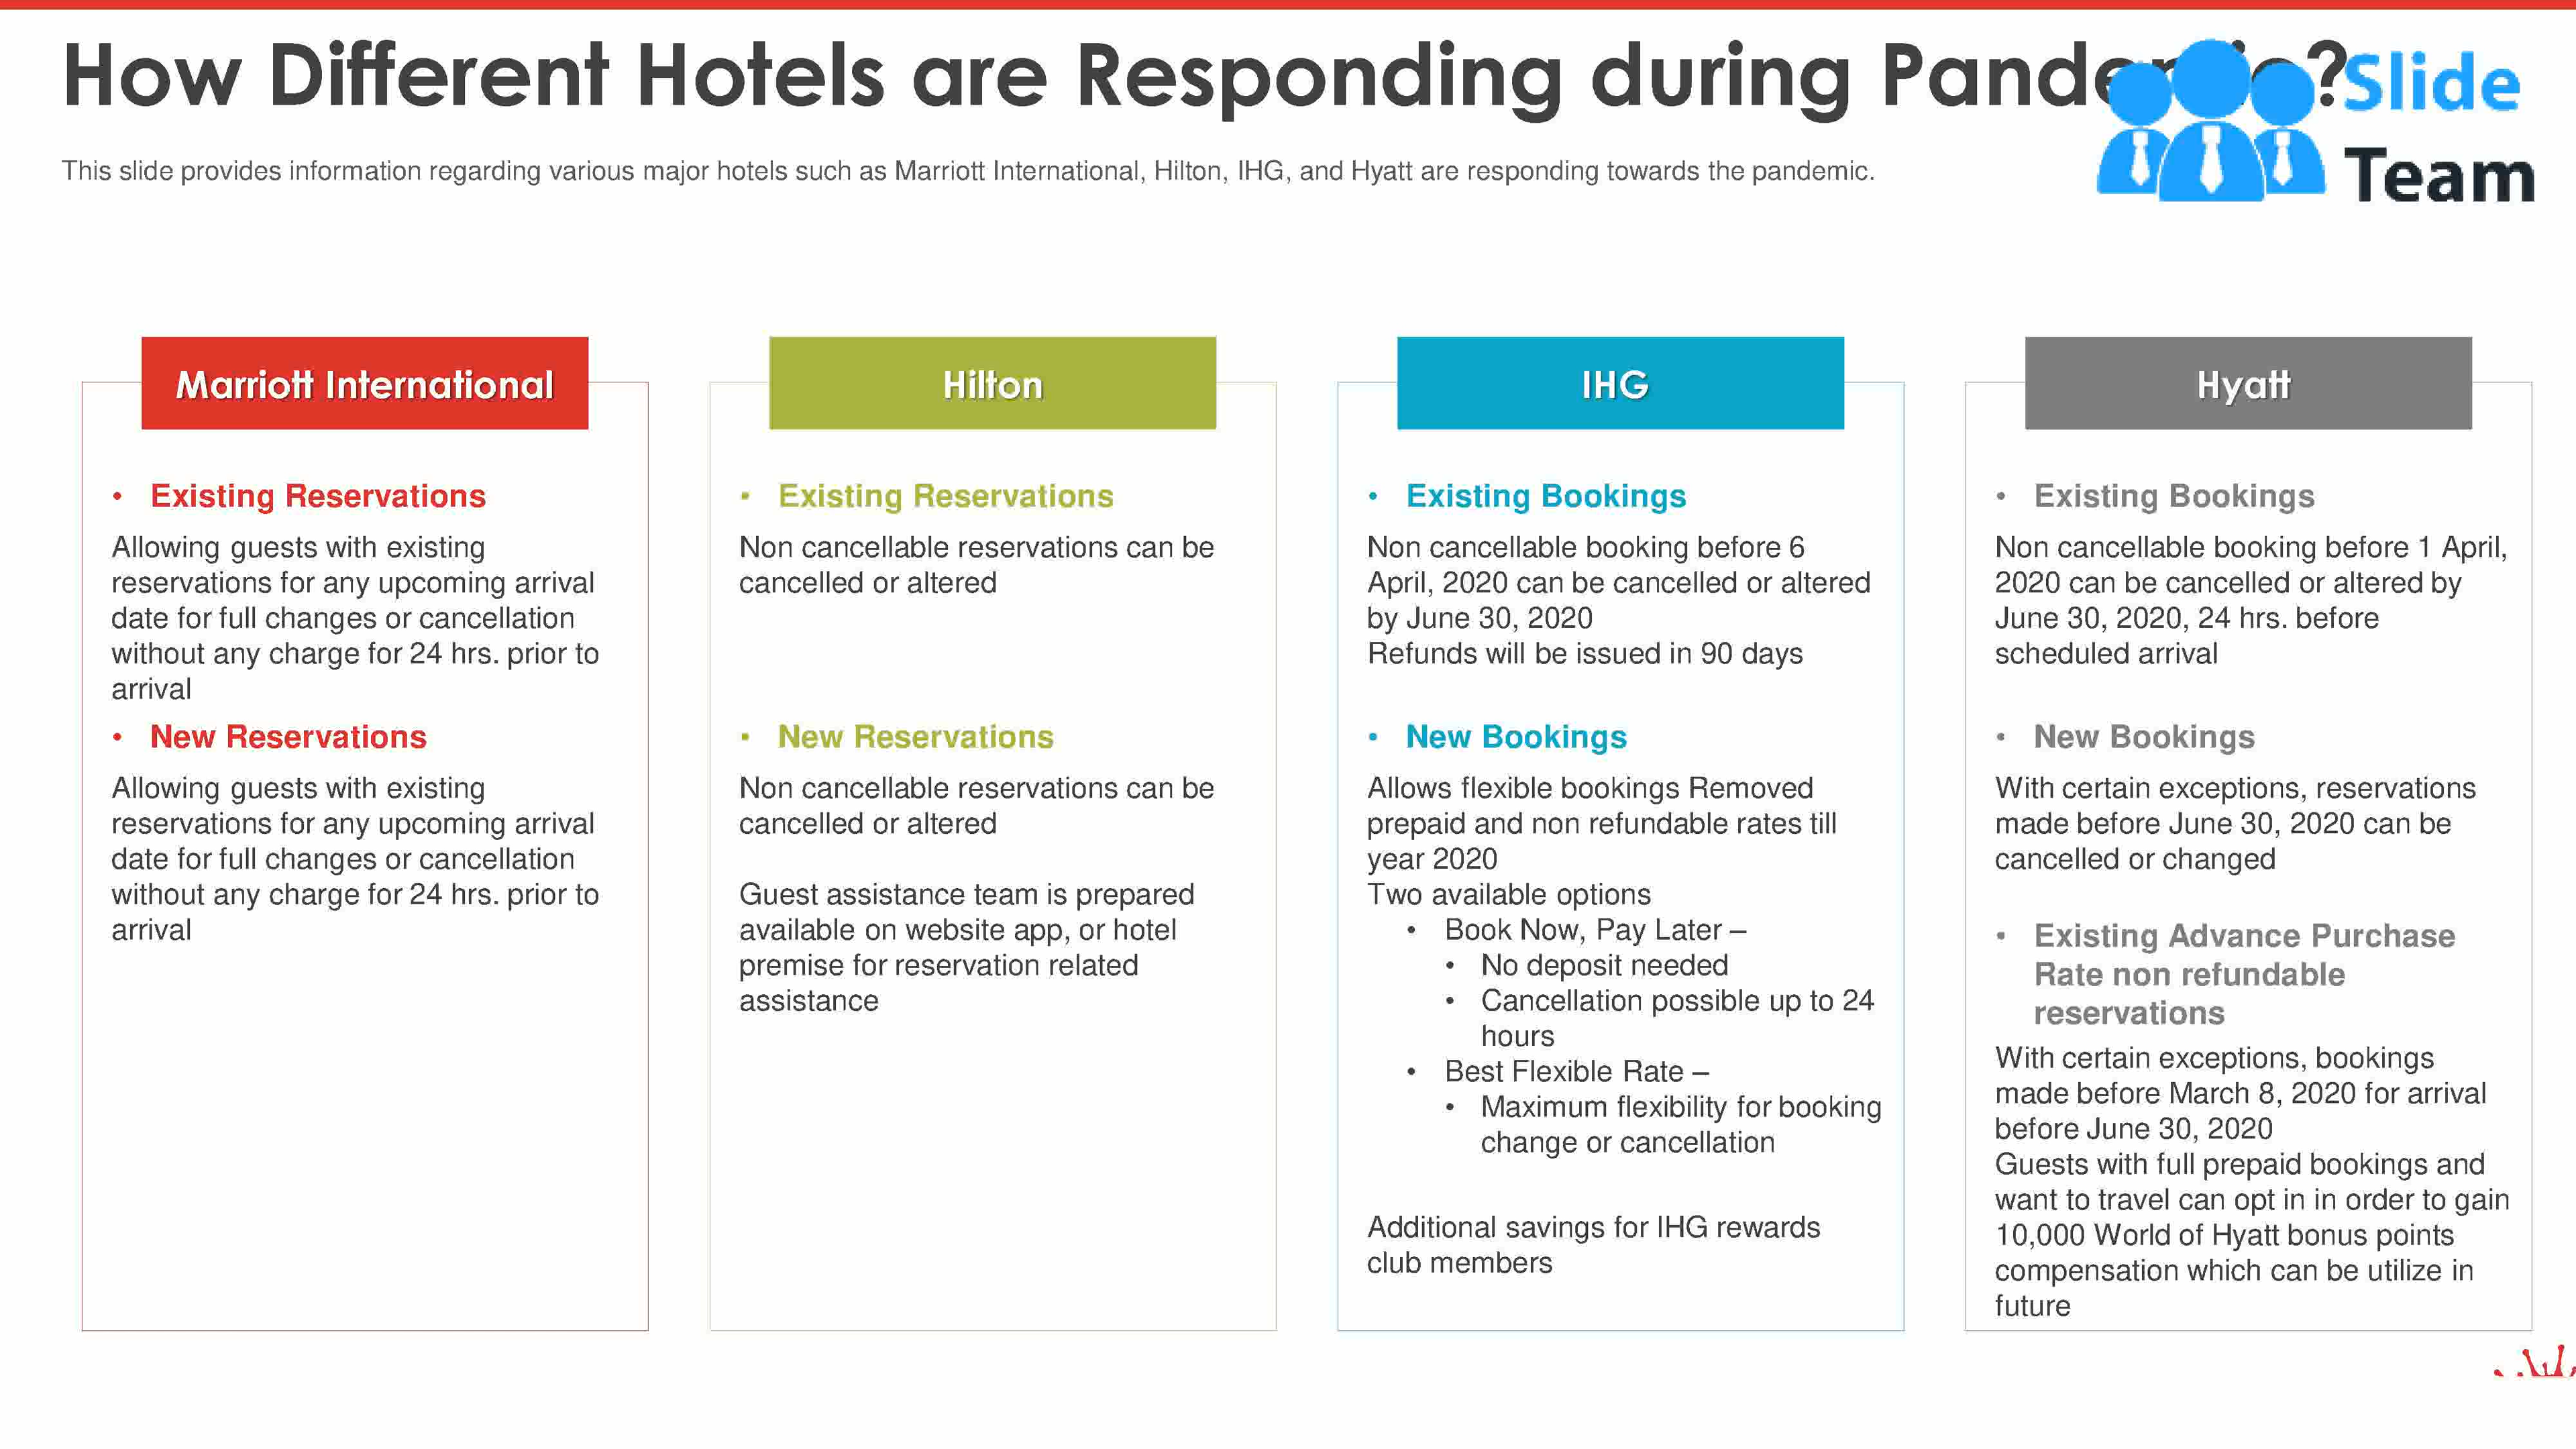 How Different Hotels are Responding during
Slide
Team
This slide provides information regarding various major hotels such as Marriott International, Hilton, IHG, and Hyatt are responding towards the pandemic.
Marriott International
• Existing Reservations
Allowing guests with existing
reservations for any upcoming arrival
date for full changes or cancellation
without any charge for 24 hrs. prior to
arrival
• New Reservations
Allowing guests with existing
reservations for any upcoming arrival
date for full changes or cancellation
without any charge for 24 hrs. prior to
arrival
Hilton
• Existing Reservations
Non cancellable reservations can be
cancelled or altered
• New Reservations
Non cancellable reservations can be
cancelled or altered
Guest assistance team is prepared
available on website app, or hotel
premise for reservation related
assistance
IHG
• Existing Bookings
Non cancellable booking before 6
April, 2020 can be cancelled or altered
by June 30, 2020
Refunds will be issued in 90 days
• New Bookings
Allows flexible bookings Removed
prepaid and non refundable rates till
year 2020
Two available options
• Book Now, Pay Later –
• No deposit needed
• Cancellation possible up to 24
hours
• Best Flexible Rate –
• Maximum flexibility for booking
change or cancellation
Additional savings for IHG rewards
club members
Hyatt
• Existing Bookings
Non cancellable booking before 1 April,
2020 can be cancelled or altered by
June 30, 2020, 24 hrs. before
scheduled arrival
• New Bookings
With certain exceptions, reservations
made before June 30, 2020 can be
cancelled or changed
• Existing Advance Purchase
Rate non refundable
reservations
With certain exceptions, bookings
made before March 8, 2020 for arrival
before June 30, 2020
Guests with full prepaid bookings and
want to travel can opt in in order to gain
10,000 World of Hyatt bonus points
compensation which can be utilize in
future